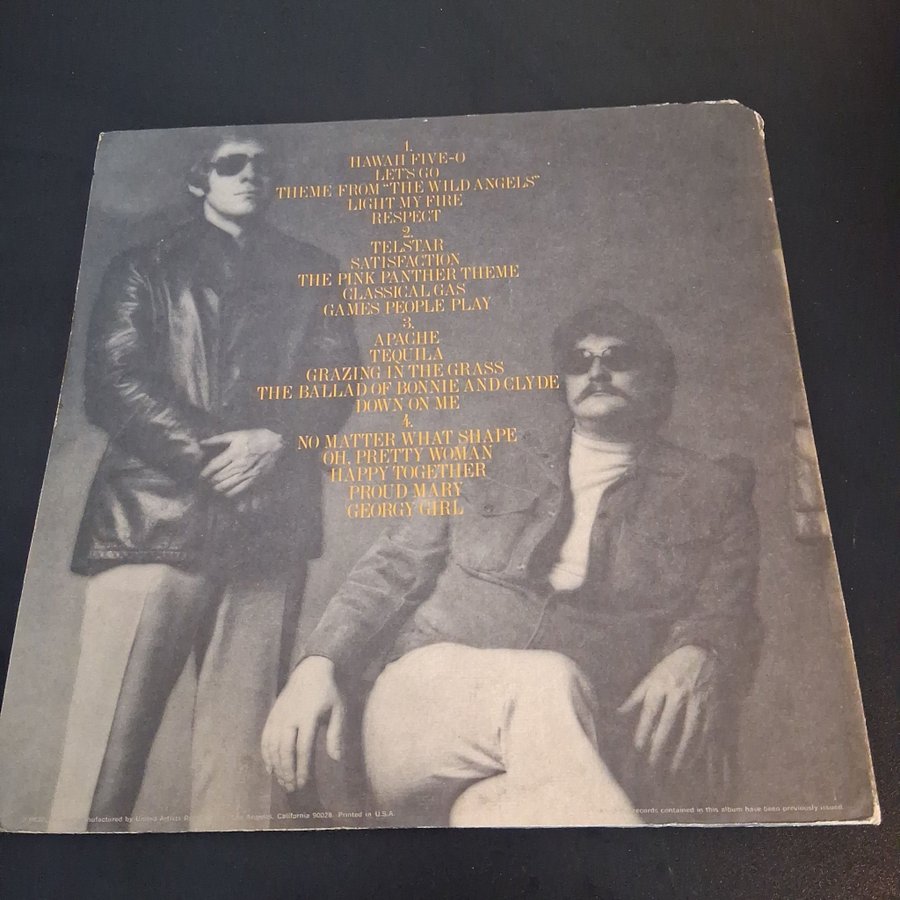 1.
HAWAII FIVE-O
LET'S GO
THEME FROM "THE WILD ANGELS"
LIGHT MY FIRE
RESPECT
2.
TELSTAR
SATISFACTION
THE PINK PANTHER THEME
CLASSICAL GAS
GAMES PEOPLE PLAY
3.
APACHE
TEQUILA
GRAZING IN THE GRASS
THE BALLAD OF BONNIE AND CLYDE
DOWN ON ME
4.
NO MATTER WHAT SHAPE
OH, PRETTY WOMAN
HAPPY TOGETHER
PROUD MARY
GEORGY GIRL
by United Artists California 90028. Printed in U.S.A.
records contained in this album have been previously issued.